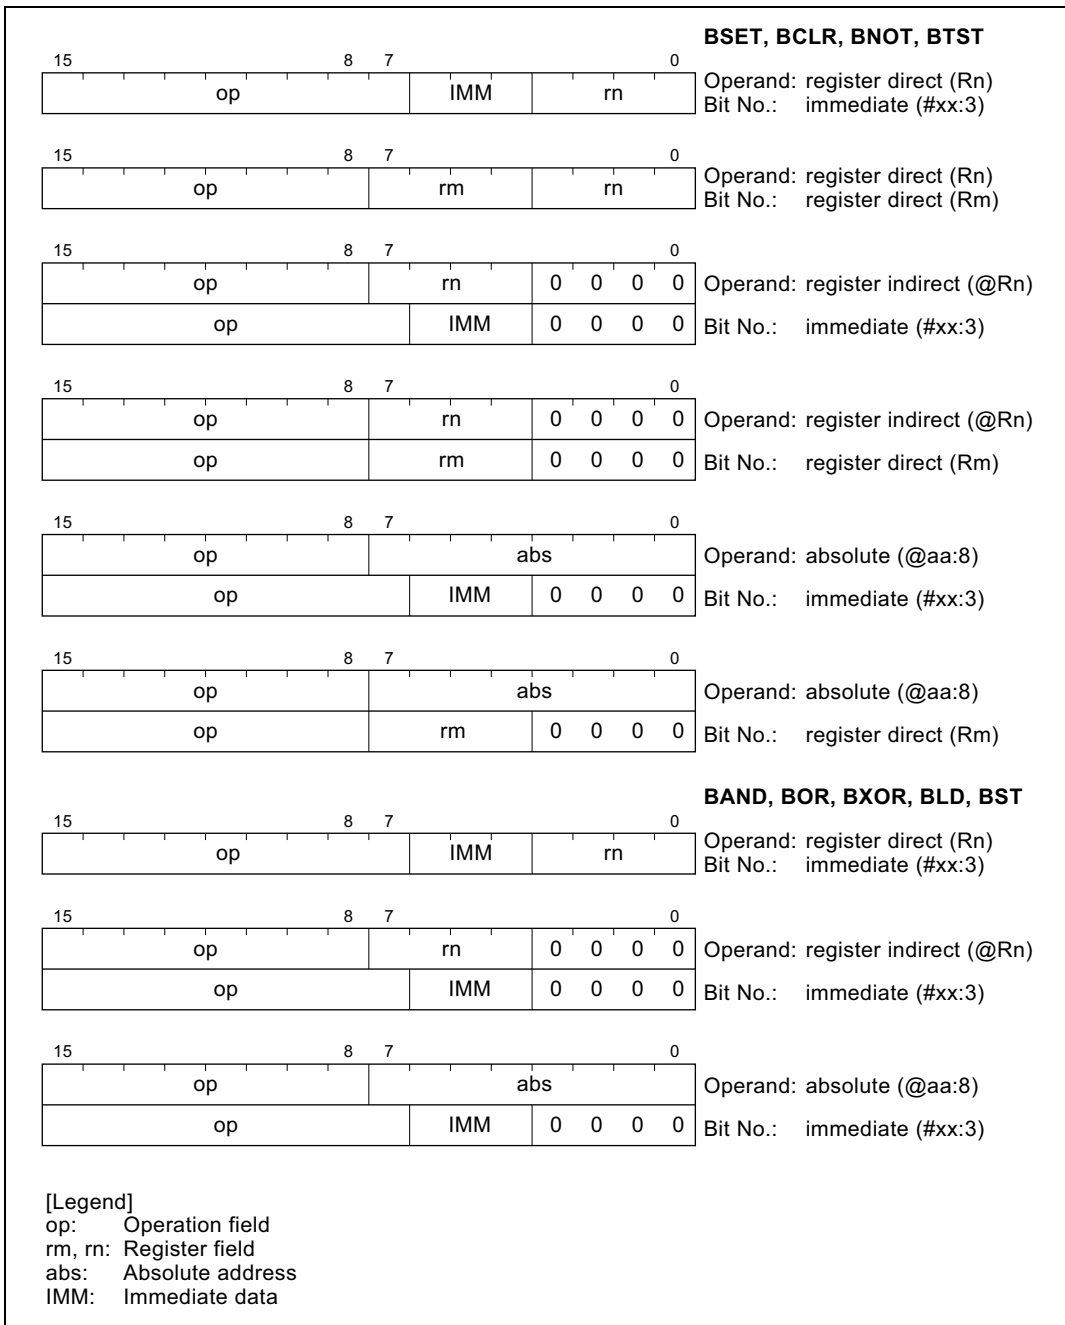 BSET, BCLR, BNOT, BTST
15 8 7 0
op IMM rn
Operand: register direct (Rn)
Bit No.: immediate (#xx:3)
15 8 7 0
op rm rn
Operand: register direct (Rn)
Bit No.: register direct (Rm)
15 8 7 0
op rn 0 0 0 0 Operand: register indirect (@Rn)
op IMM 0 0 0 0 Bit No.: immediate (#xx:3)
15 8 7 0
op rn 0 0 0 0 Operand: register indirect (@Rn)
op rm 0 0 0 0 Bit No.: register direct (Rm)
15 8 7 0
op abs Operand: absolute (@aa:8)
op IMM 0 0 0 0 Bit No.: immediate (#xx:3)
15 8 7 0
op abs Operand: absolute (@aa:8)
op rm 0 0 0 0 Bit No.: register direct (Rm)
BAND, BOR, BXOR, BLD, BST
15 8 7 0
op IMM rn
Operand: register direct (Rn)
Bit No.: immediate (#xx:3)
15 8 7 0
op rn 0 0 0 0 Operand: register indirect (@Rn)
op IMM 0 0 0 0 Bit No.: immediate (#xx:3)
15 8 7 0
op abs Operand: absolute (@aa:8)
op IMM 0 0 0 0 Bit No.: immediate (#xx:3)
[Legend]
op: Operation field
rm, rn: Register field
abs: Absolute address
IMM: Immediate data